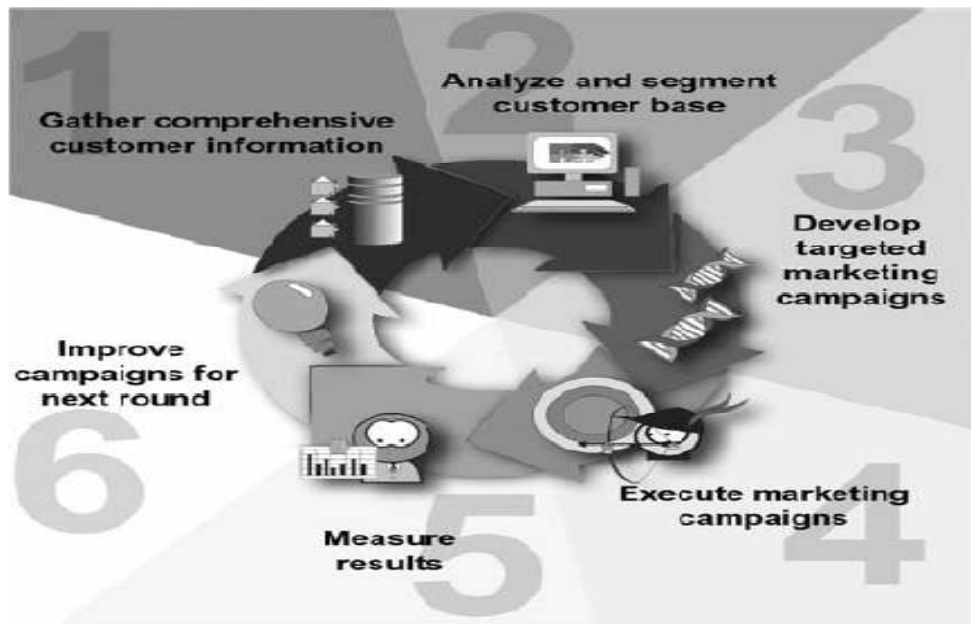 1
Gather comprehensive
customer information
2
Analyze and segment
customer base
3
Develop
targeted
marketing
campaigns
4
Execute marketing
campaigns
5
Measure
results
6
Improve
campaigns for
next round